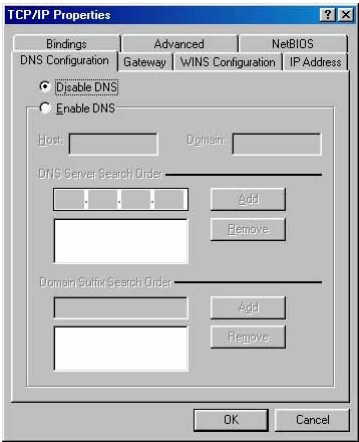 TCP/IP Properties
Bindings Advanced NetBIOS
DNS Configuration Gateway WINS Configuration IP Address
Disable DNS
Enable DNS
Host: Domain:
DNS Server Search Order
. . .
Add
Remove
Domain Suffix Search Order
Add
Remove
OK Cancel